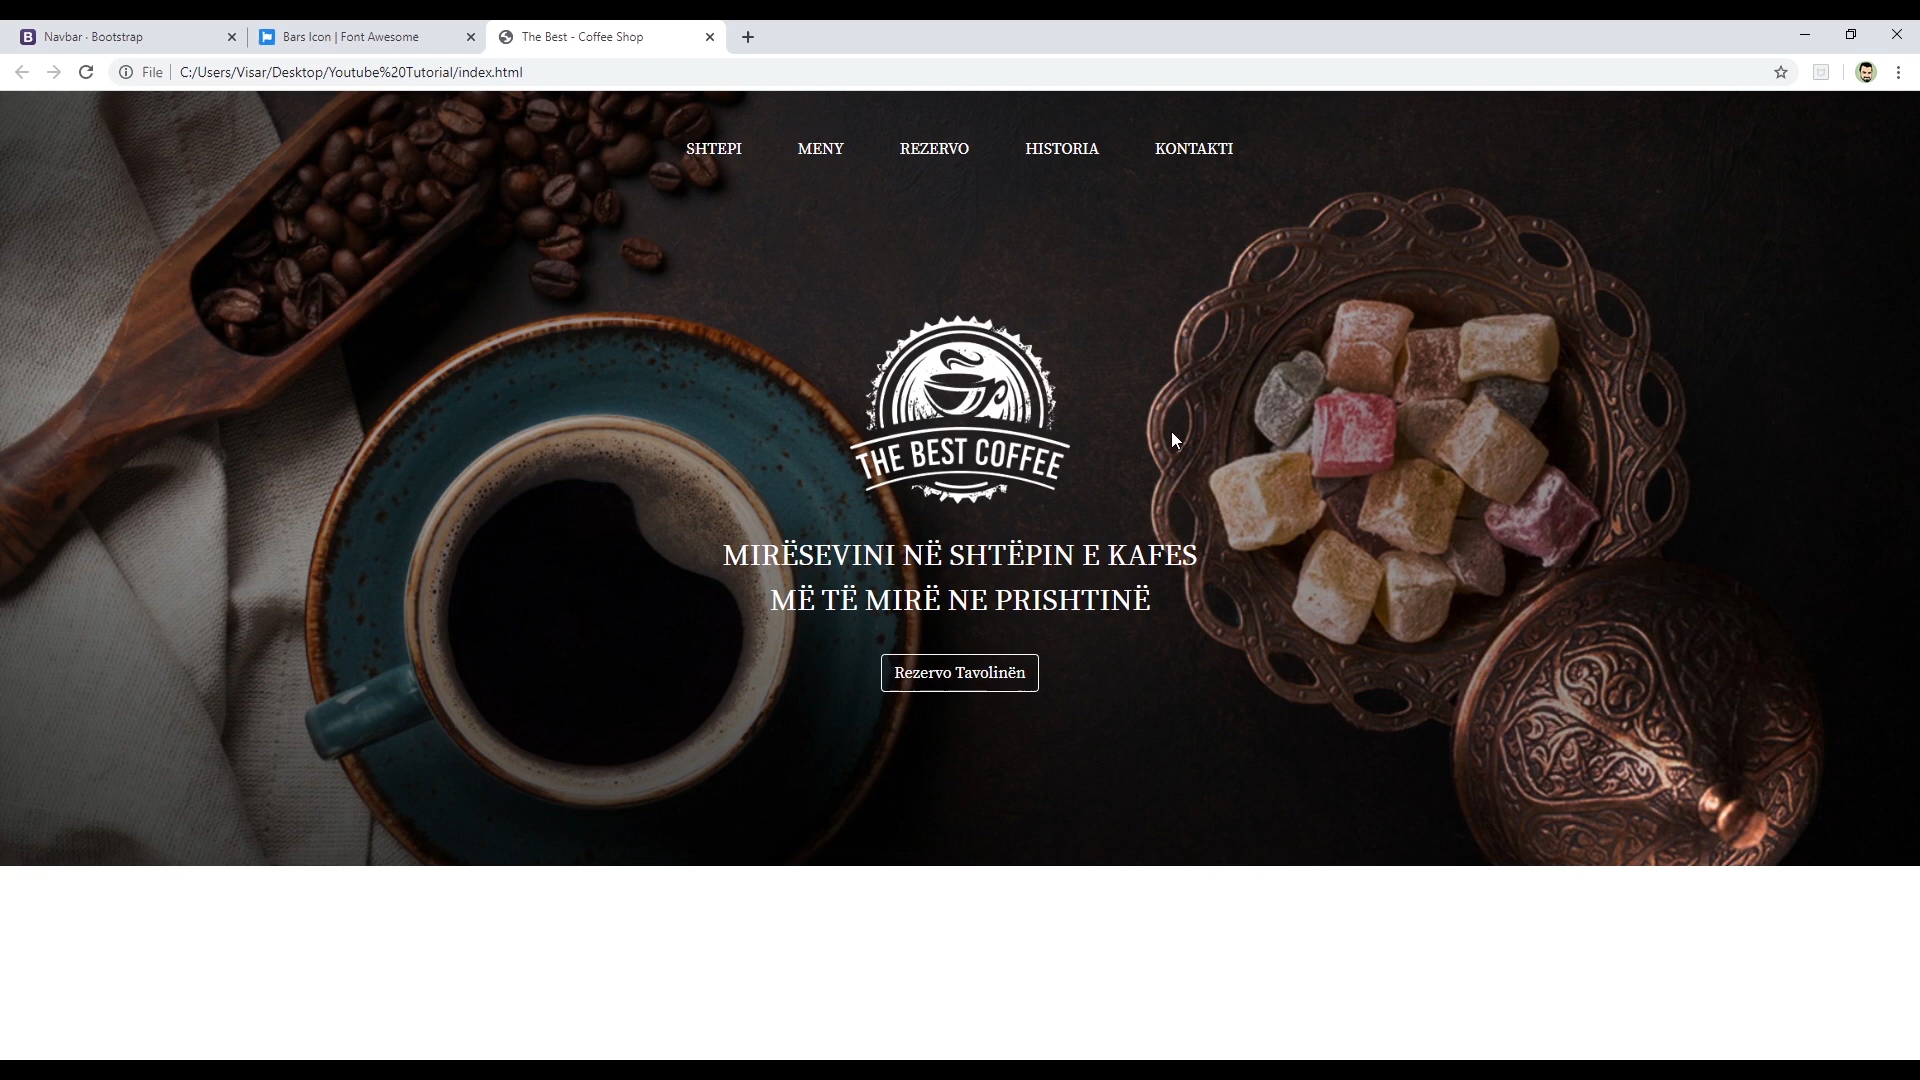 Navbar · Bootstrap
Bars Icon | Font Awesome
The Best - Coffee Shop
File
C:/Users/Visar/Desktop/Youtube%20Tutorial/index.html
SHTEPI
MENY
REZERVO
HISTORIA
KONTAKTI
THE BEST COFFEE
MIRËSEVINI NË SHTËPIN E KAFES
MË TË MIRË NE PRISHTINË
Rezervo Tavolinën